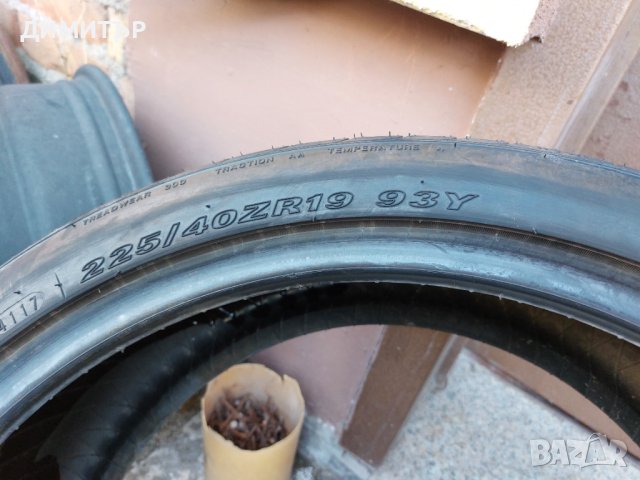 ДИМИТЪР
TREADWEAR 300 TRACTION AA TEMPERATURE A
225/40ZR19 93Y
4117
BAZAR